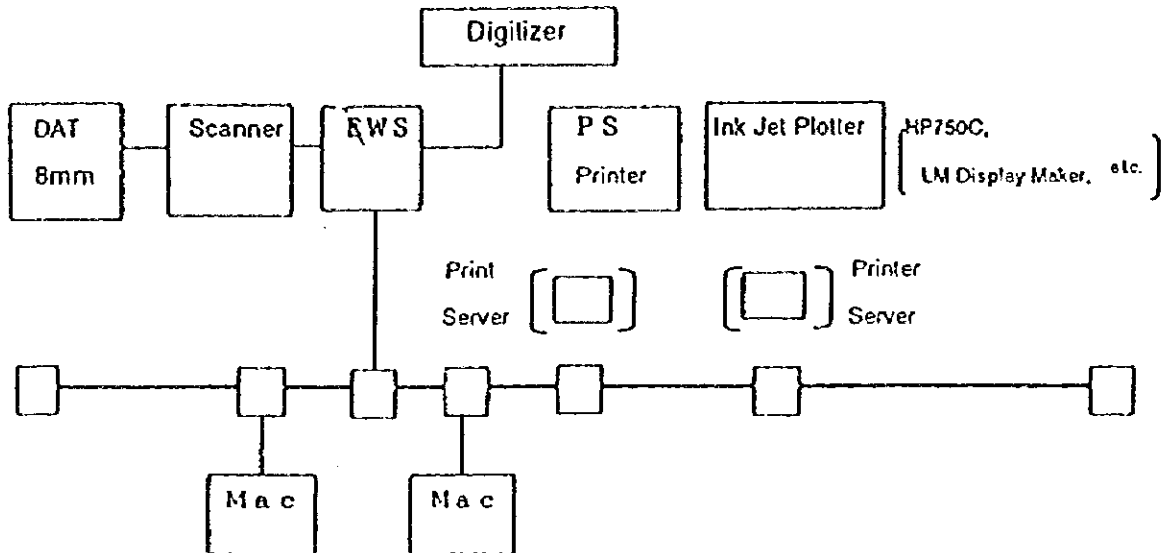 Digilizer
DAT
8mm
Scanner
EWS
PS
Printer
Ink Jet Plotter
HP750C,
LM Display Maker, etc.
Print
Server
Printer
Server
Mac
Mac